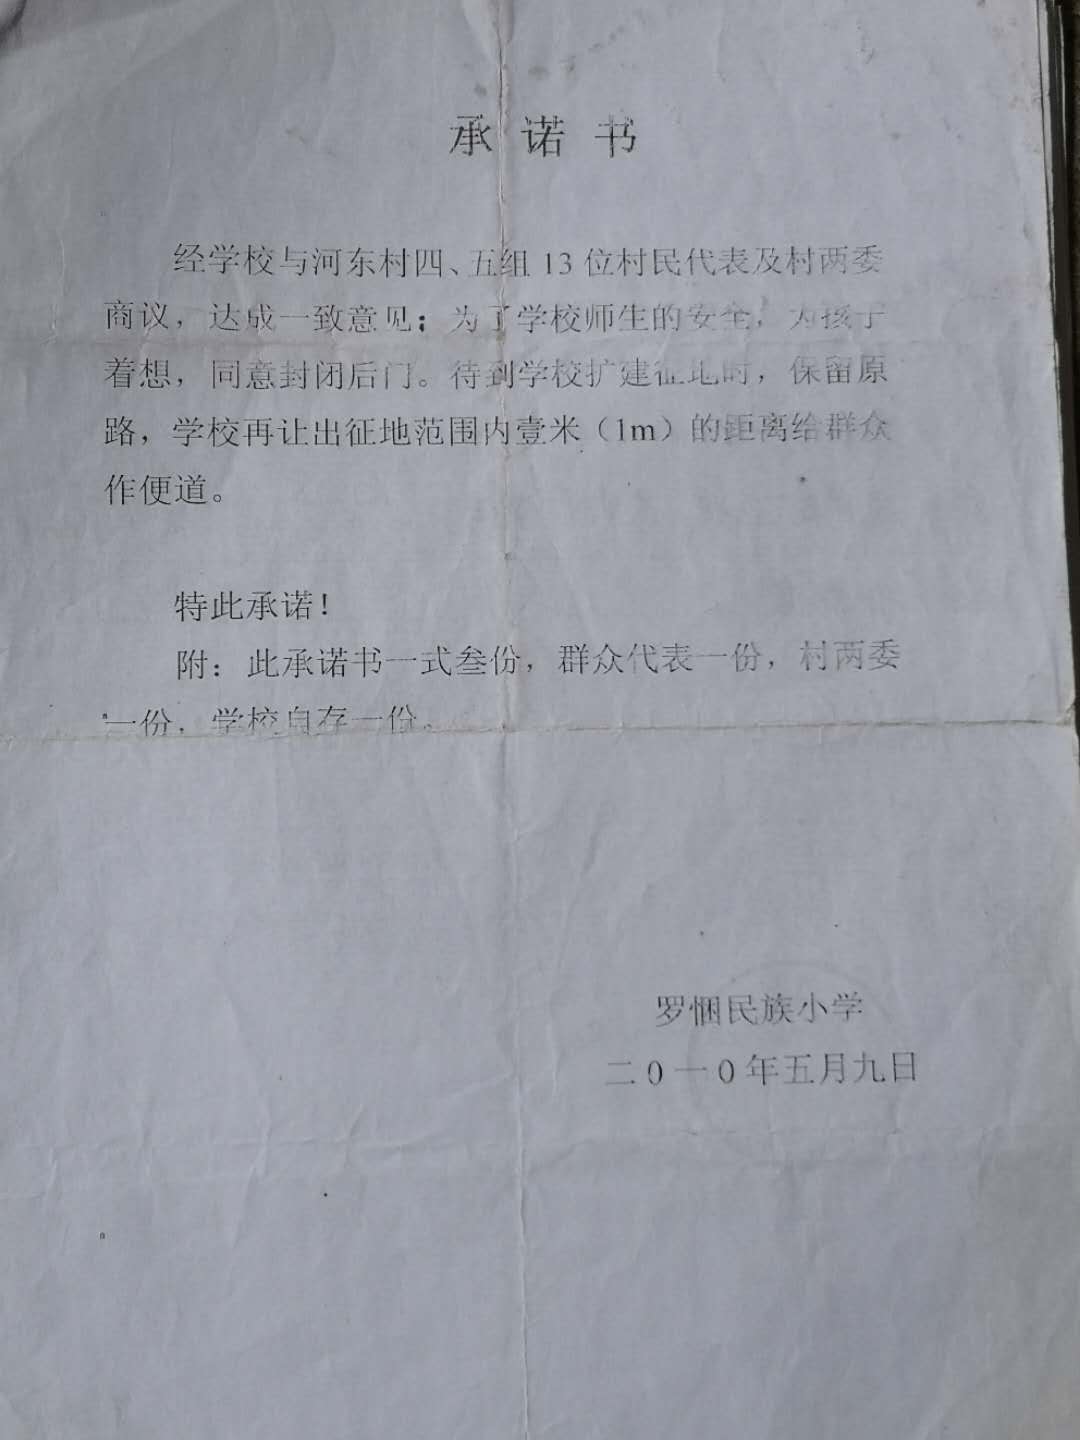 承诺书
经学校与河东村四、五组13位村民代表及村两委
商议，达成一致意见；为了学校师生的安全，为孩子
着想，同意封闭后门。待到学校扩建征地时，保留原
路，学校再让出征地范围内壹米（1m）的距离给群众
作便道。
特此承诺！
附：此承诺书一式叁份，群众代表一份，村两委
一份，学校自存一份。
罗悃民族小学
二0一0年五月九日